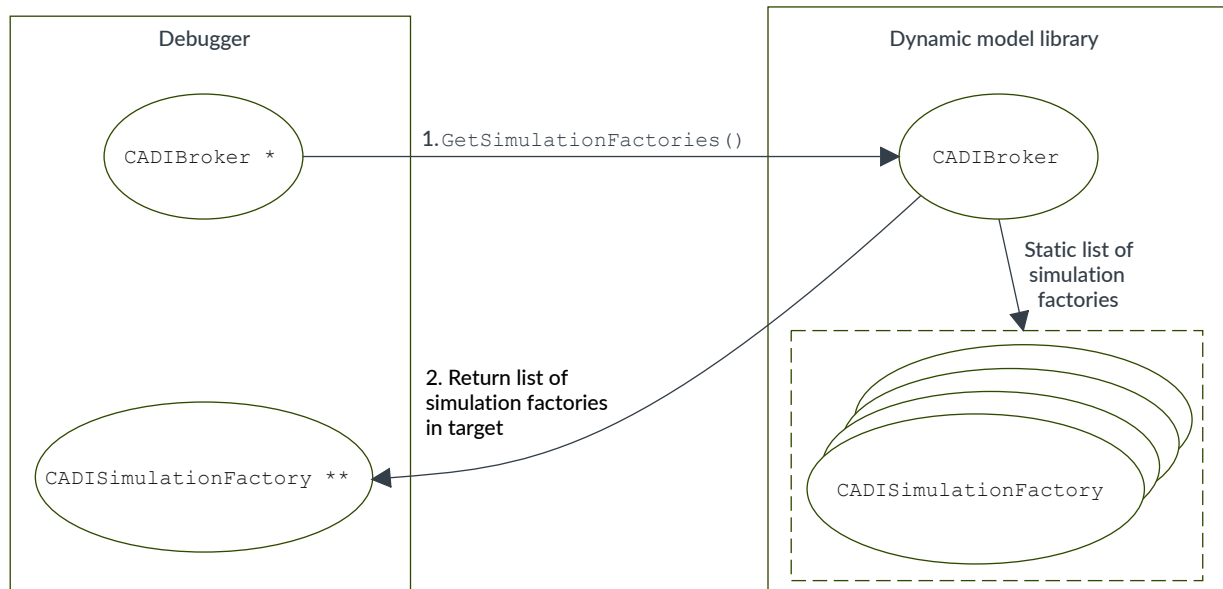 Debugger
Dynamic model library
1.GetSimulationFactories()
CADIBroker *
CADIBroker
Static list of
simulation
factories
2. Return list of
simulation factories
in target
CADISimulationFactory **
CADISimulationFactory